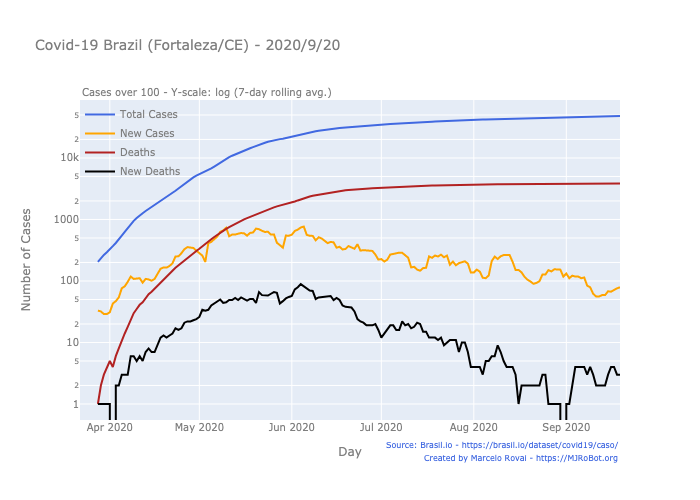 Covid-19 Brazil (Fortaleza/CE) - 2020/9/20
Cases over 100 - Y-scale: log (7-day rolling avg.)
Total Cases
New Cases
Deaths
New Deaths
5
2
10k
5
2
1000
5
2
100
5
2
10
5
2
1
Number of Cases
Apr 2020
May 2020
Jun 2020
Jul 2020
Aug 2020
Sep 2020
Day
Source: Brasil.io - https://brasil.io/dataset/covid19/caso/
Created by Marcelo Rovai - https://MJRoBot.org